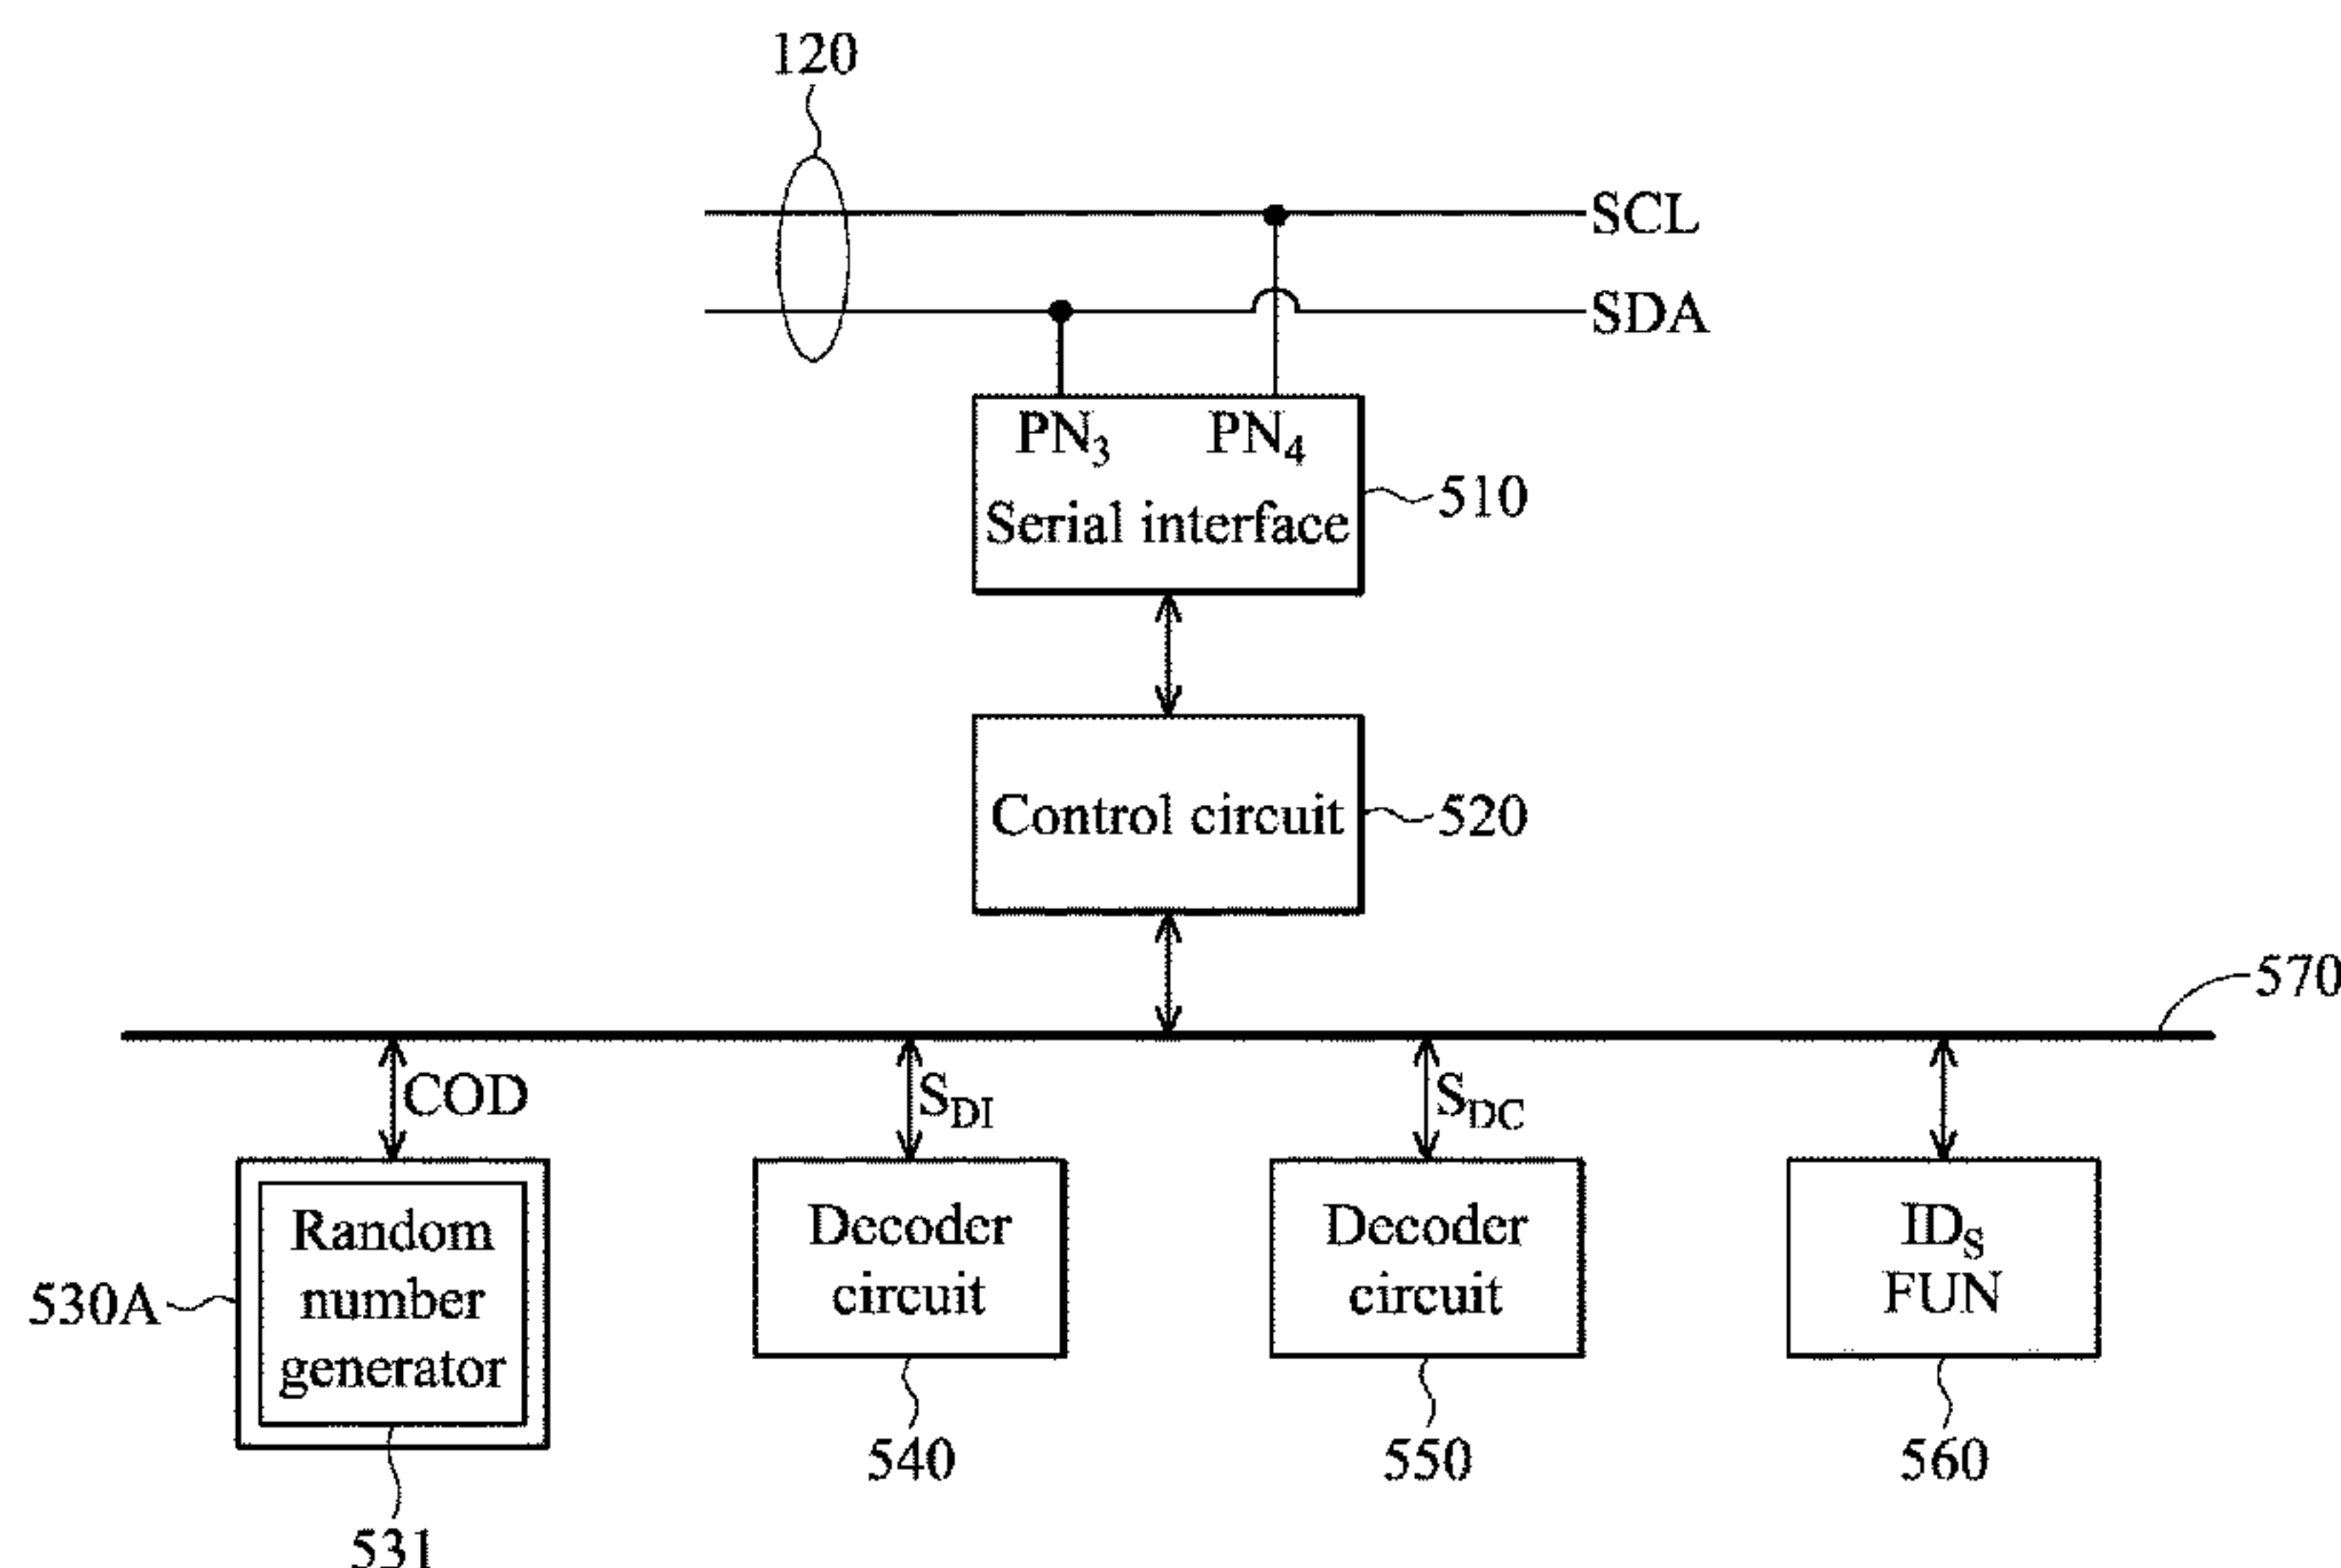 120
SCL
SDA
PN3 PN4
Serial interface
510
Control circuit
520
570
COD
SDI
SDC
Random
number
generator
530A
Decoder
circuit
Decoder
circuit
IDS
FUN
540
550
560
531